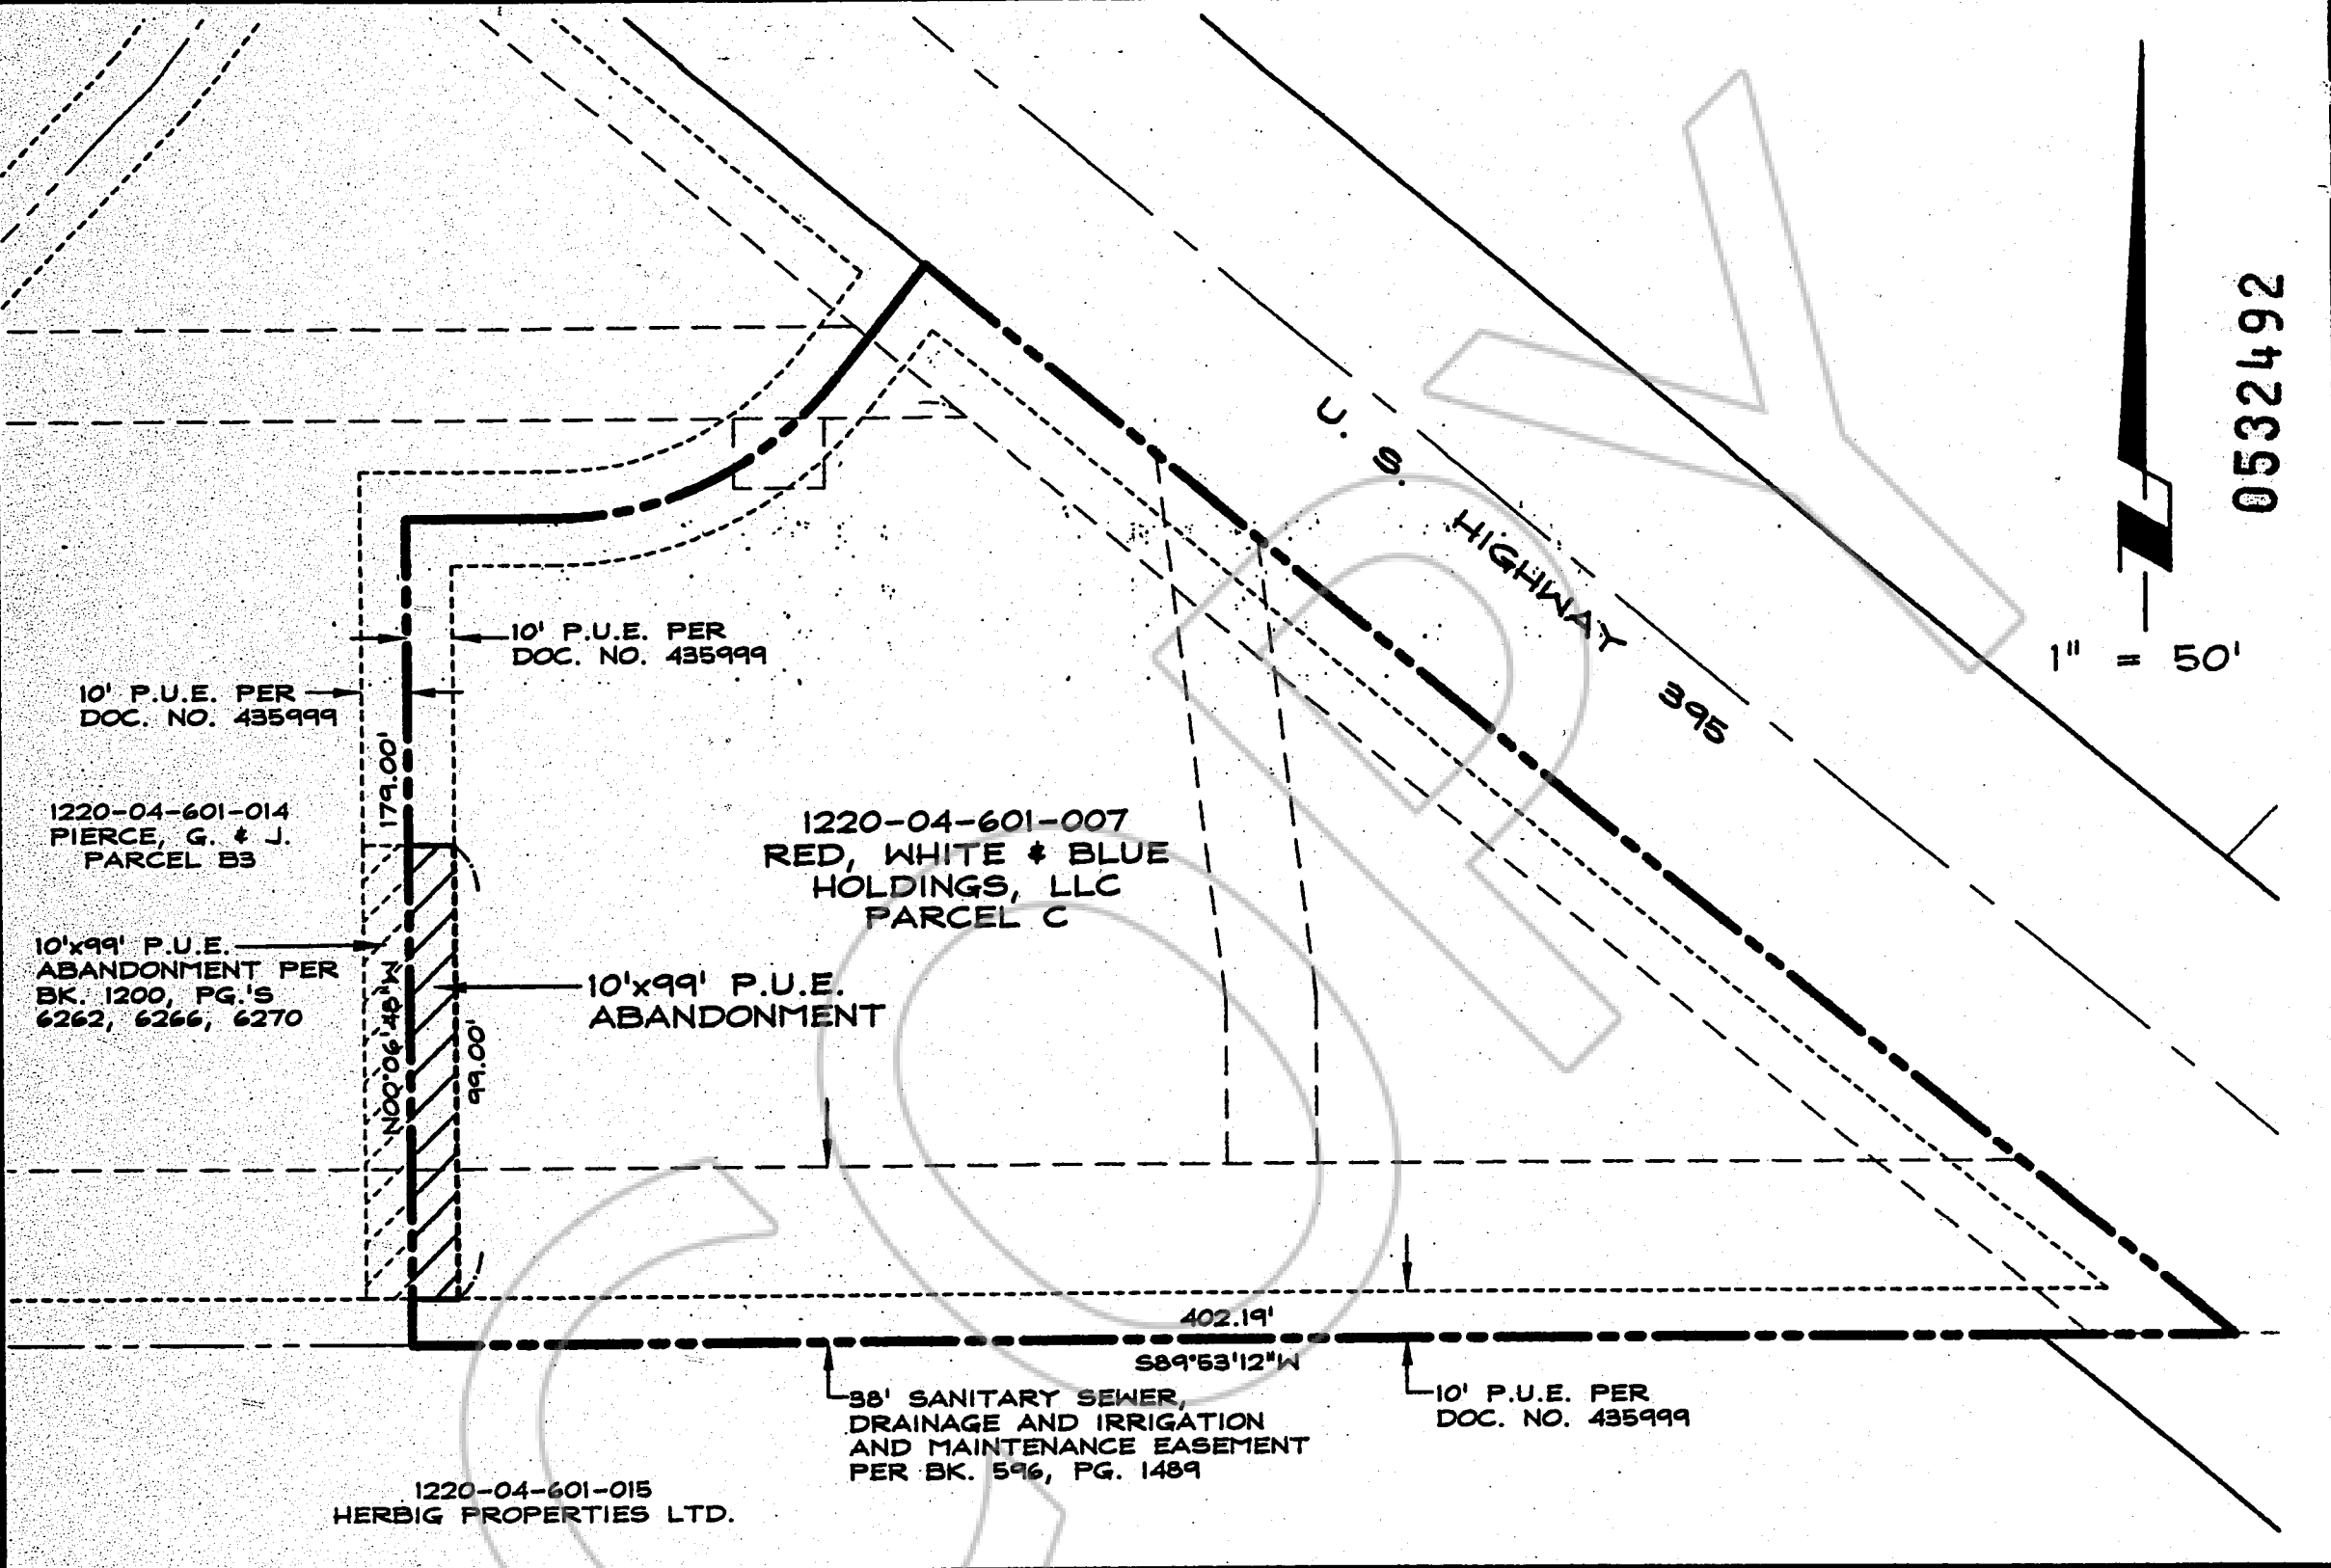 0532492
1" = 50'
U. S. HIGHWAY 395
10' P.U.E. PER
DOC. NO. 435999
10' P.U.E. PER
DOC. NO. 435999
179.00'
1220-04-601-014
PIERCE, G. & J.
PARCEL B3
1220-04-601-007
RED, WHITE & BLUE
HOLDINGS, LLC
PARCEL C
10'x99' P.U.E.
ABANDONMENT PER
BK. 1200, PG.'S
6262, 6266, 6270
N00°06'48"W
10'x99' P.U.E.
ABANDONMENT
99.00'
402.19'
S89°53'12"W
38' SANITARY SEWER,
DRAINAGE AND IRRIGATION
AND MAINTENANCE EASEMENT
PER BK. 596, PG. 1489
10' P.U.E. PER
DOC. NO. 435999
1220-04-601-015
HERBIG PROPERTIES LTD.
COPY